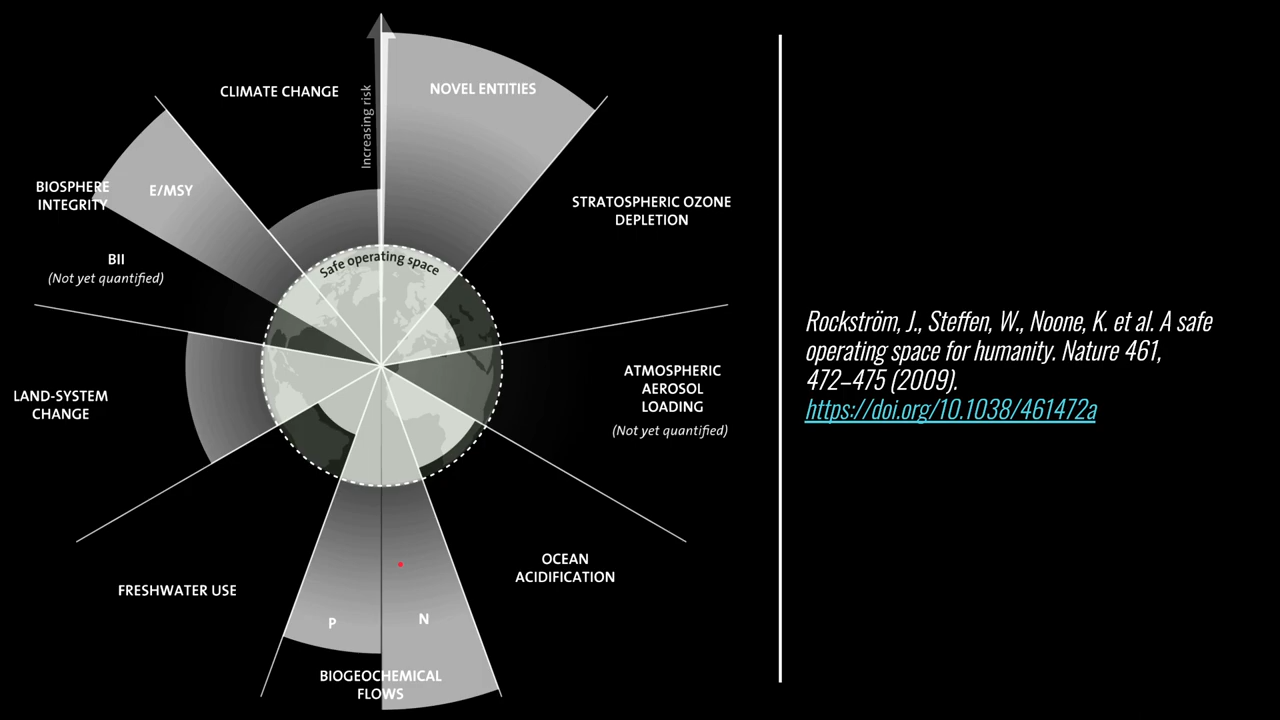 CLIMATE CHANGE
Increasing risk
NOVEL ENTITIES
BIOSPHERE
INTEGRITY
E/MSY
STRATOSPHERIC OZONE
DEPLETION
BII
(Not yet quantified)
Safe operating space
LAND-SYSTEM
CHANGE
ATMOSPHERIC
AEROSOL
LOADING
(Not yet quantified)
FRESHWATER USE
OCEAN
ACIDIFICATION
P
N
BIOGEOCHEMICAL
FLOWS
Rockström, J., Steffen, W., Noone, K. et al. A safe
operating space for humanity. Nature 461,
472–475 (2009).
https://doi.org/10.1038/461472a